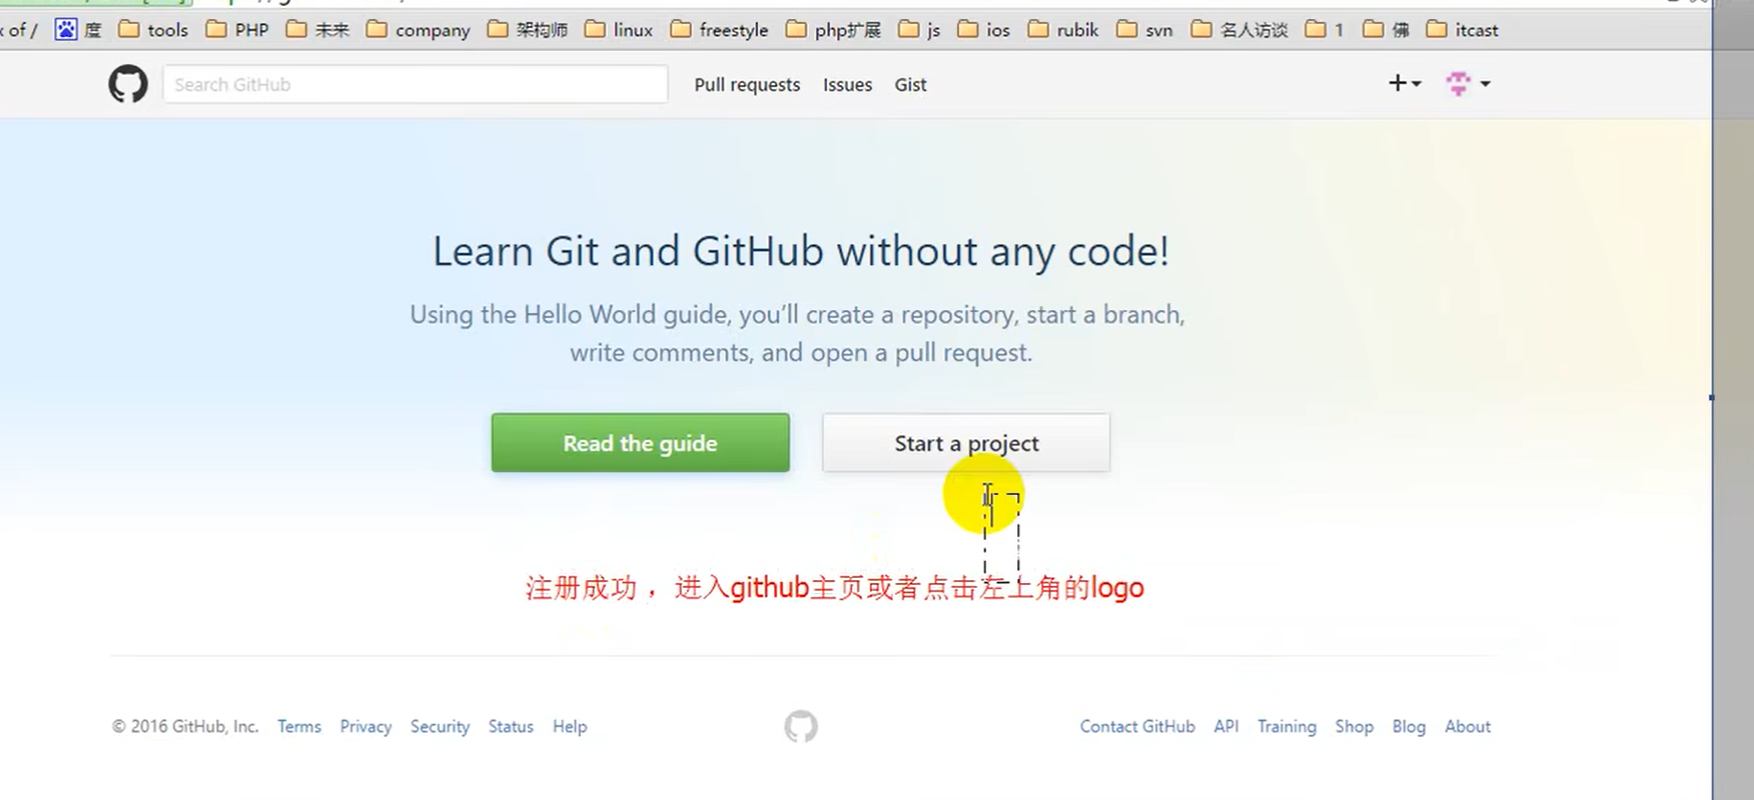 of /
度 tools PHP 未来 company 架构师 linux freestyle php扩展 js ios rubik svn 名人访谈 1 佛 itcast
Search GitHub Pull requests Issues Gist
Learn Git and GitHub without any code!
Using the Hello World guide, you’ll create a repository, start a branch,
write comments, and open a pull request.
Read the guide Start a project
注册成功，进入github主页或者点击左上角的logo
© 2016 GitHub, Inc. Terms Privacy Security Status Help Contact GitHub API Training Shop Blog About